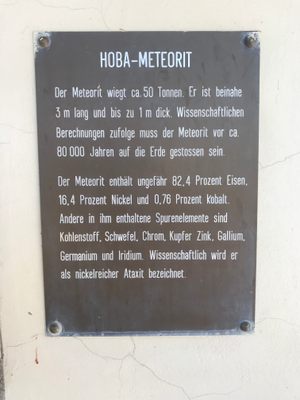 HOBA-METEORIT
Der Meteorit wiegt ca. 50 Tonnen. Er ist beinahe
3 m lang und bis zu 1 m dick. Wissenschaftlichen
Berechnungen zufolge muss der Meteorit vor ca.
80 000 Jahren auf die Erde gestossen sein.
Der Meteorit enthält ungefähr 82,4 Prozent Eisen,
16,4 Prozent Nickel und 0,76 Prozent kobalt.
Andere in ihm enthaltene Spurenelemente sind
Kohlenstoff, Schwefel, Chrom, Kupfer Zink, Gallium,
Germanium und Iridium. Wissenschaftlich wird er
als nickelreicher Ataxit bezeichnet.